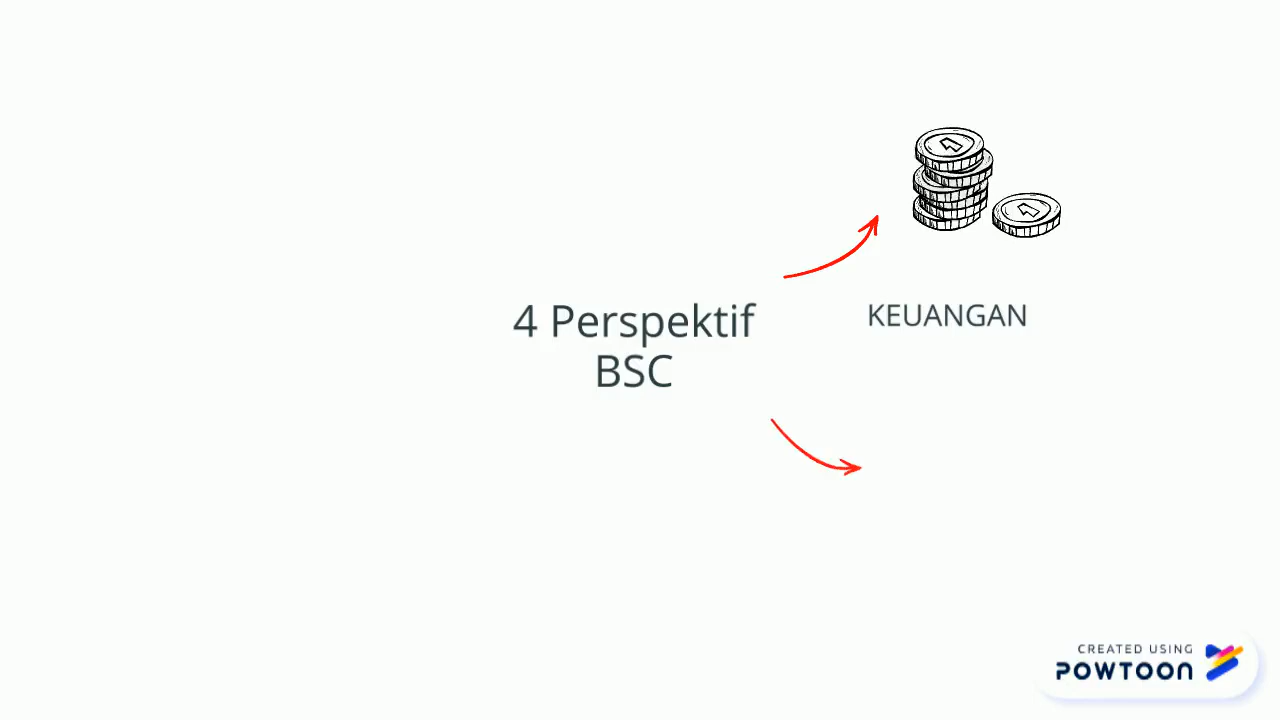 4 Perspektif
BSC
KEUANGAN
CREATED USING
POWTOON